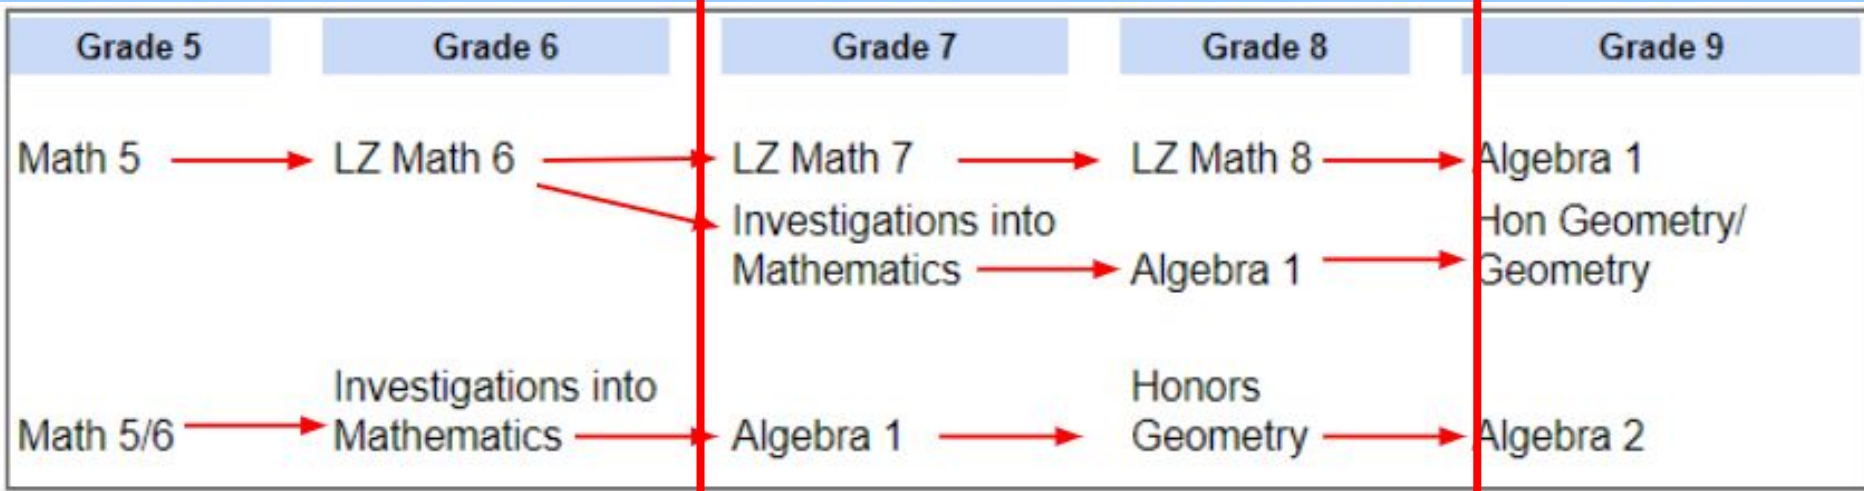 Grade 5 Grade 6 Grade 7 Grade 8 Grade 9
Math 5 LZ Math 6 LZ Math 7 LZ Math 8 Algebra 1
Investigations into Hon Geometry/
Mathematics Algebra 1 Geometry
Investigations into Honors
Math 5/6 Mathematics Algebra 1 Geometry Algebra 2